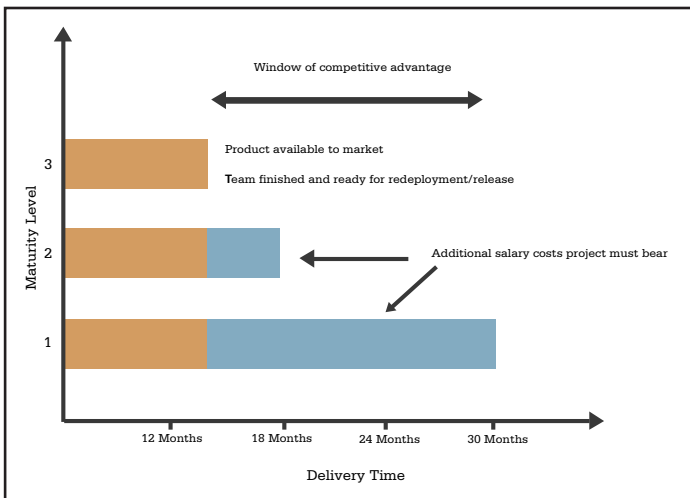 Window of competitive advantage
3
Product available to market
Team finished and ready for redeployment/release
Maturity Level
2
Additional salary costs project must bear
1
12 Months
18 Months
24 Months
30 Months
Delivery Time